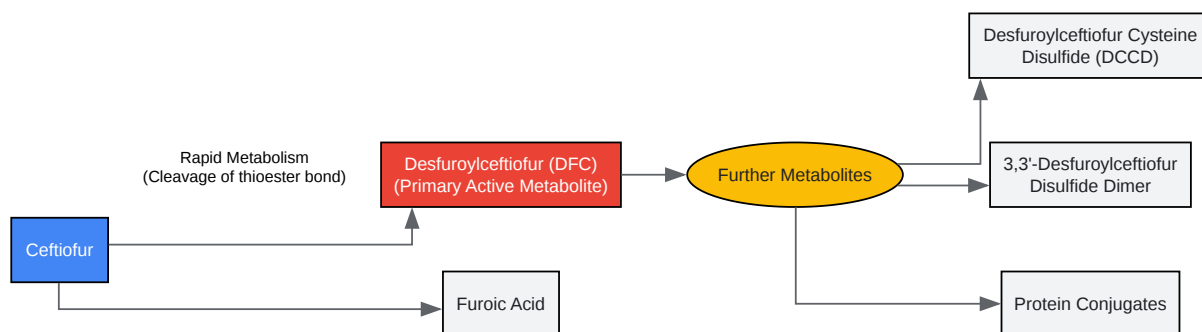 Desfuroylceftiofur Cysteine
Disulfide (DCCD)
Rapid Metabolism
(Cleavage of thioester bond)
Desfuroylceftiofur (DFC)
(Primary Active Metabolite)
Further Metabolites
3,3'-Desfuroylceftiofur
Disulfide Dimer
Ceftiofur
Furoic Acid
Protein Conjugates